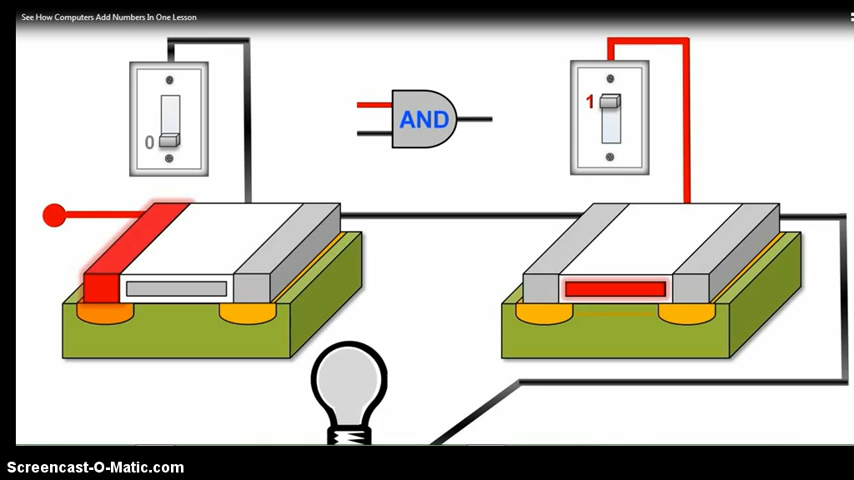 See How Computers Add Numbers In One Lesson
0
AND
1
Screencast-O-Matic.com